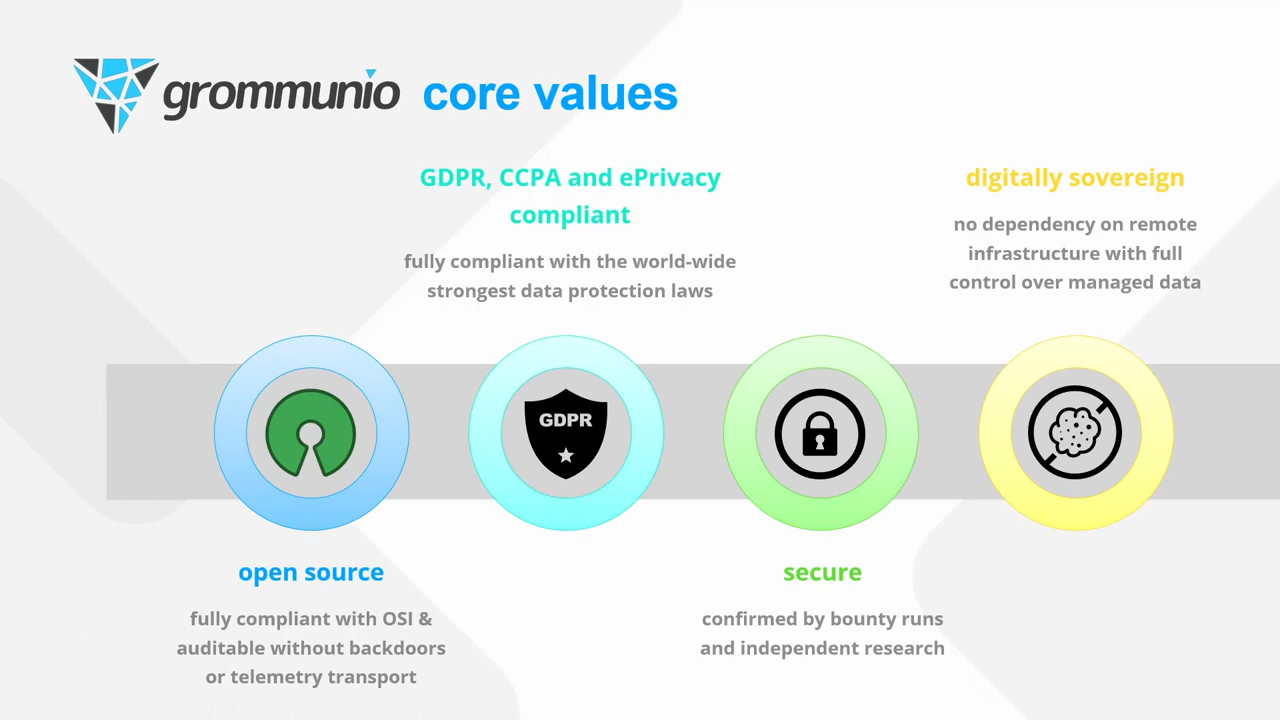 grommunio core values
GDPR, CCPA and ePrivacy
compliant
fully compliant with the world-wide
strongest data protection laws
digitally sovereign
no dependency on remote
infrastructure with full
control over managed data
GDPR
open source
fully compliant with OSI &
auditable without backdoors
or telemetry transport
secure
confirmed by bounty runs
and independent research